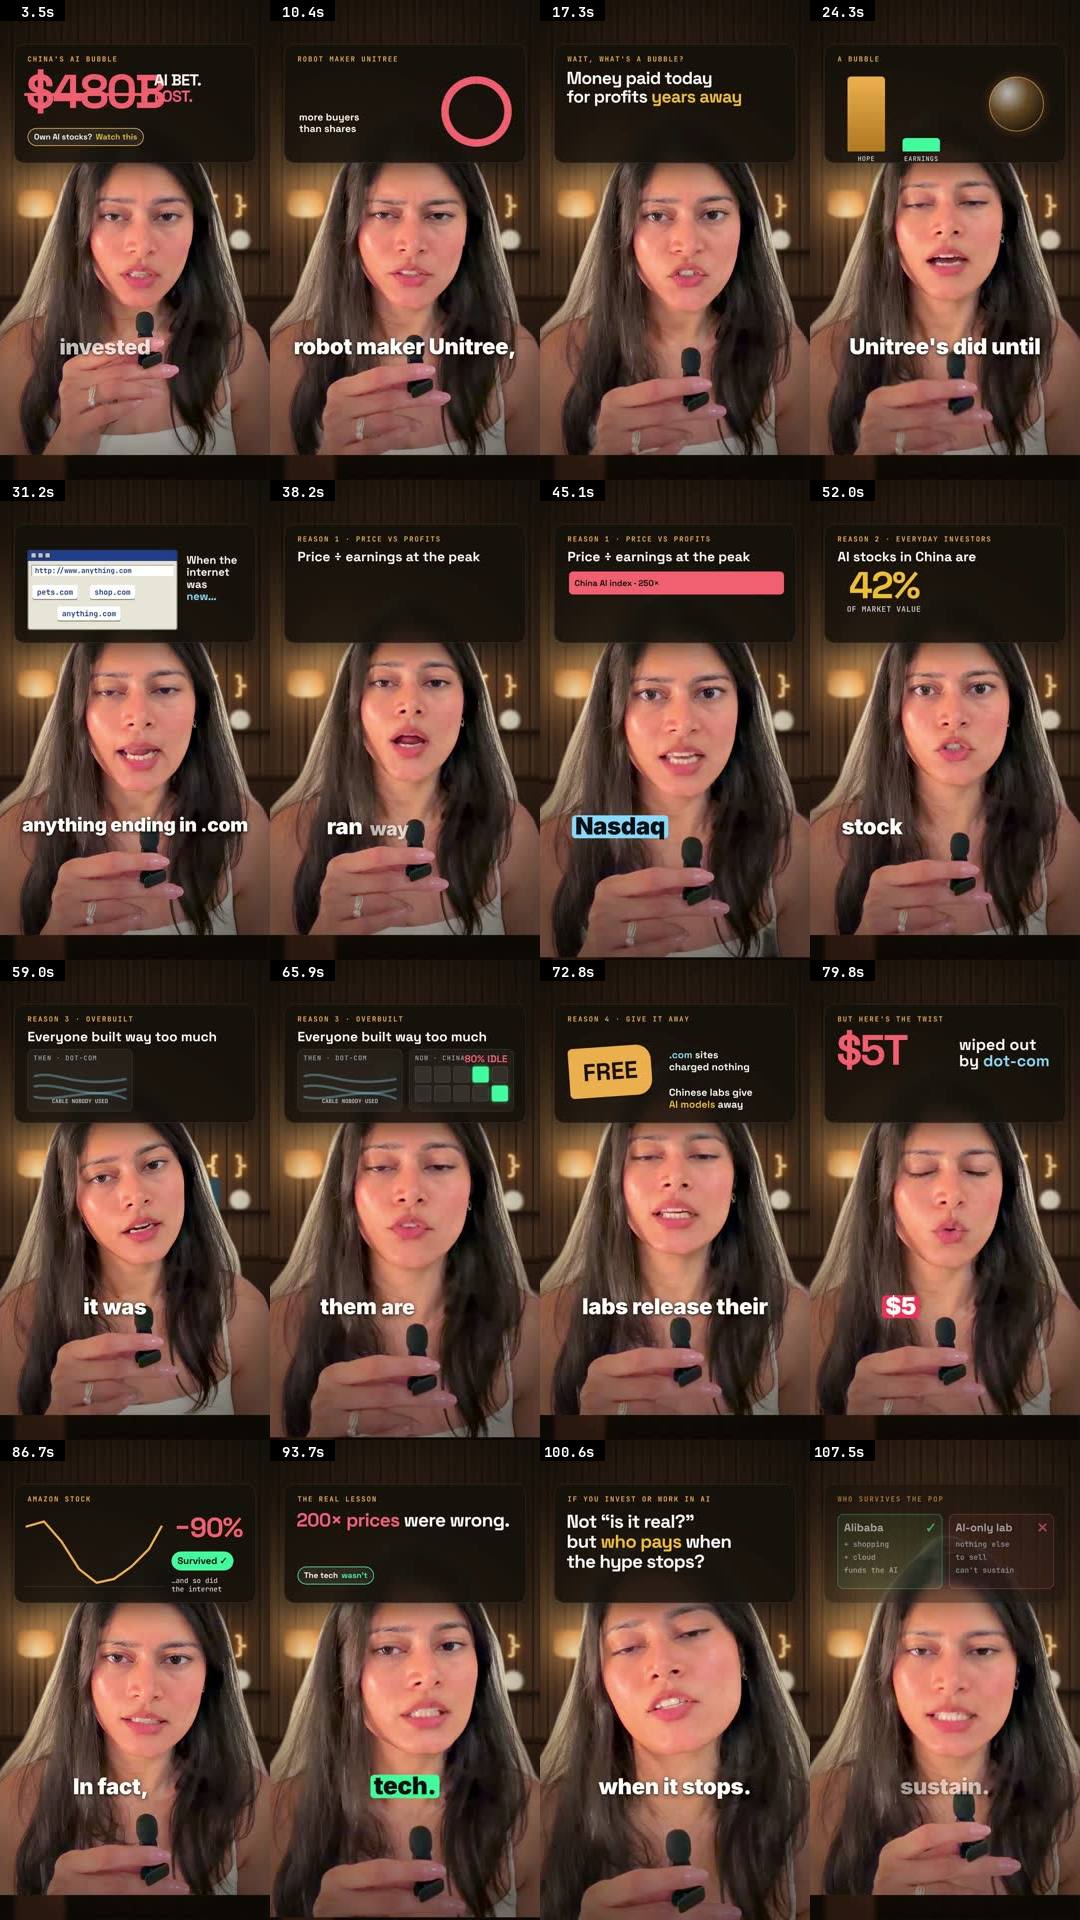 3.5s
CHINA'S AI BUBBLE
$480B
AI BET.
LOST.
Own AI stocks? Watch this
invested
10.4s
ROBOT MAKER UNITREE
more buyers
than shares
robot maker Unitree,
17.3s
WAIT, WHAT'S A BUBBLE?
Money paid today
for profits years away
24.3s
A BUBBLE
HOPE
EARNINGS
Unitree's did until
31.2s
http://www.anything.com
pets.com
shop.com
anything.com
When the
internet
was
new...
anything ending in .com
38.2s
REASON 1 · PRICE VS PROFITS
Price ÷ earnings at the peak
ran way
45.1s
REASON 1 · PRICE VS PROFITS
Price ÷ earnings at the peak
China AI index · 250×
Nasdaq
52.0s
REASON 2 · EVERYDAY INVESTORS
AI stocks in China are
42%
OF MARKET VALUE
stock
59.0s
REASON 3 · OVERBUILT
Everyone built way too much
THEN · DOT-COM
CABLE NOBODY USED
it was
65.9s
REASON 3 · OVERBUILT
Everyone built way too much
THEN · DOT-COM
CABLE NOBODY USED
NOW · CHINA
80% IDLE
them are
72.8s
REASON 4 · GIVE IT AWAY
FREE
.com sites
charged nothing
Chinese labs give
AI models away
labs release their
79.8s
BUT HERE'S THE TWIST
$5T
wiped out
by dot-com
$5
86.7s
AMAZON STOCK
-90%
Survived ✓
…and so did
the internet
In fact,
93.7s
THE REAL LESSON
200× prices were wrong.
The tech wasn't
tech.
100.6s
IF YOU INVEST OR WORK IN AI
Not “is it real?”
but who pays when
the hype stops?
when it stops.
107.5s
WHO SURVIVES THE POP
Alibaba ✓
+ shopping
+ cloud
funds the AI
AI-only lab ✕
nothing else
to sell
can't sustain
sustain.